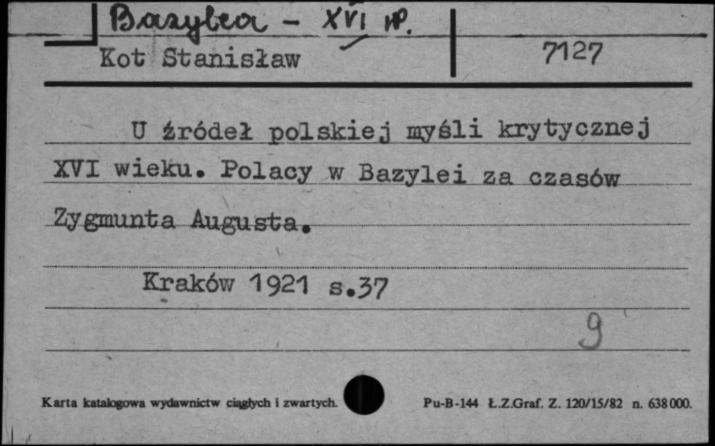 Bazylea - XVI w.
Kot Stanisław
7127
U źródeł polskiej myśli krytycznej
XVI wieku. Polacy w Bazylei za czasów
Zygmunta Augusta.
Kraków 1921 s.37
9
Karta katalogowa wydawnictw ciągłych i zwartych.
Pu-B-144 Ł.Z.Graf. Z. 120/15/82 n. 638000.